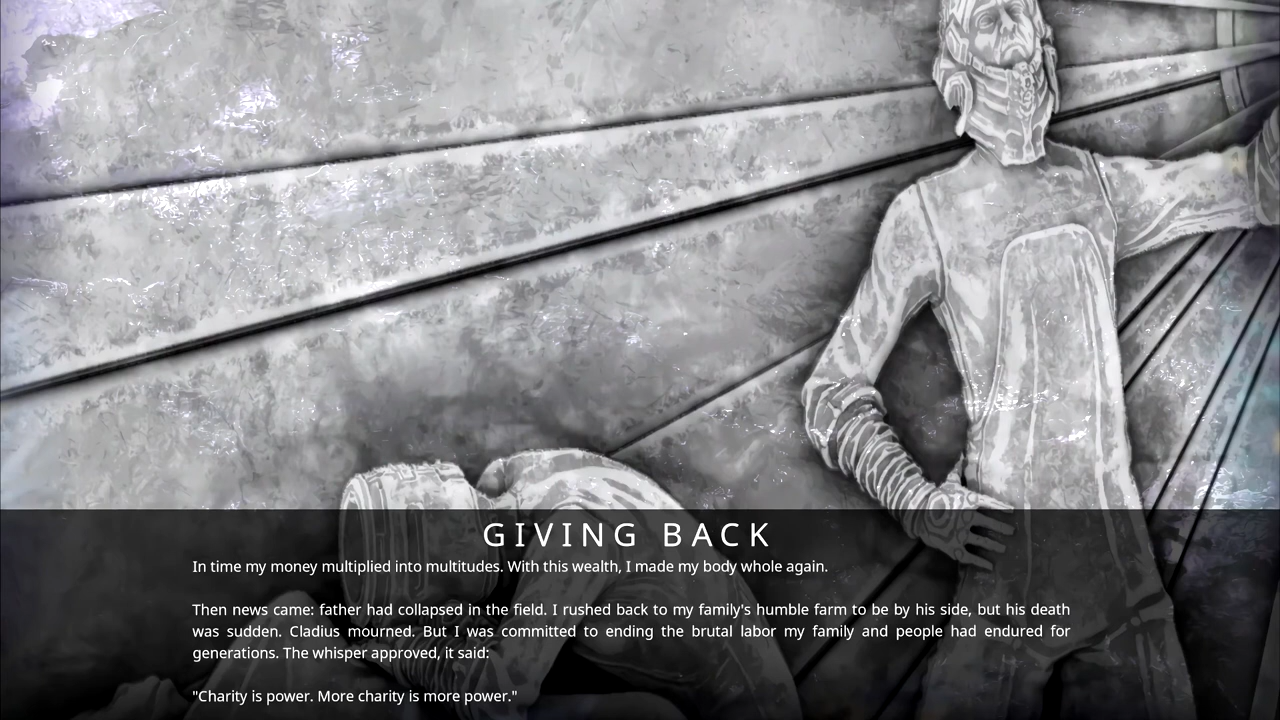 GIVING BACK
In time my money multiplied into multitudes. With this wealth, I made my body whole again.
Then news came: father had collapsed in the field. I rushed back to my family's humble farm to be by his side, but his death
was sudden. Cladius mourned. But I was committed to ending the brutal labor my family and people had endured for
generations. The whisper approved, it said:
"Charity is power. More charity is more power."